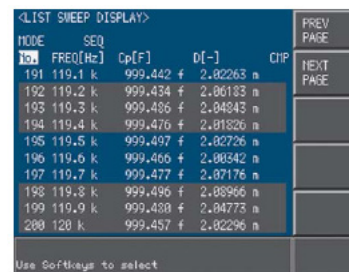 <LIST SWEEP DISPLAY>
MODE SEQ
No. FREQ[Hz] Cp[F] D[-] CMP
191 119.1 k 999.442 f 2.02263 m
192 119.2 k 999.434 f 2.06183 m
193 119.3 k 999.486 f 2.04843 m
194 119.4 k 999.476 f 2.01826 m
195 119.5 k 999.497 f 2.02726 m
196 119.6 k 999.466 f 2.00342 m
197 119.7 k 999.477 f 2.07176 m
198 119.8 k 999.496 f 2.08966 m
199 119.9 k 999.480 f 2.04773 m
200 120 k 999.457 f 2.02296 m
Use Softkeys to select
PREV
PAGE
NEXT
PAGE